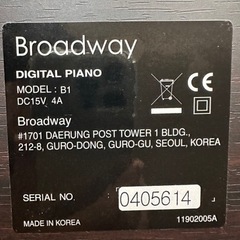 Broadway
DIGITAL PIANO
MODEL : B1
DC15V 4A
CE
Broadway
#1701 DAERUNG POST TOWER 1 BLDG.,
212-8, GURO-DONG, GURO-GU, SEOUL, KOREA
SERIAL NO. 0405614
MADE IN KOREA 11902005A